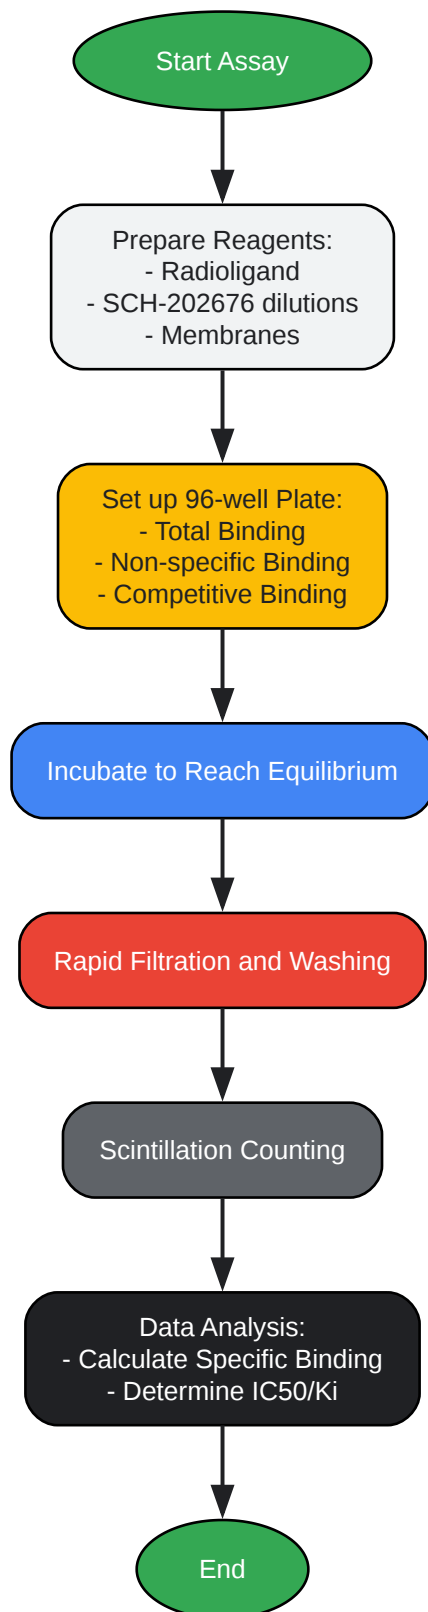 Start Assay
Prepare Reagents:
- Radioligand
- SCH-202676 dilutions
- Membranes
Set up 96-well Plate:
- Total Binding
- Non-specific Binding
- Competitive Binding
Incubate to Reach Equilibrium
Rapid Filtration and Washing
Scintillation Counting
Data Analysis:
- Calculate Specific Binding
- Determine IC50/Ki
End